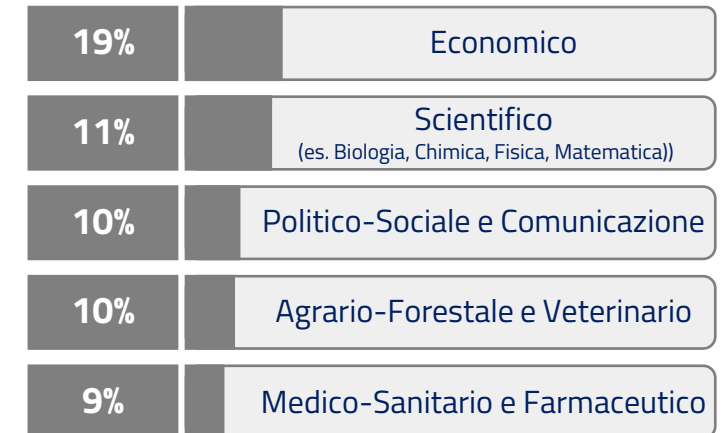 19% Economico
11% Scientifico
(es. Biologia, Chimica, Fisica, Matematica))
10% Politico-Sociale e Comunicazione
10% Agrario-Forestale e Veterinario
9% Medico-Sanitario e Farmaceutico